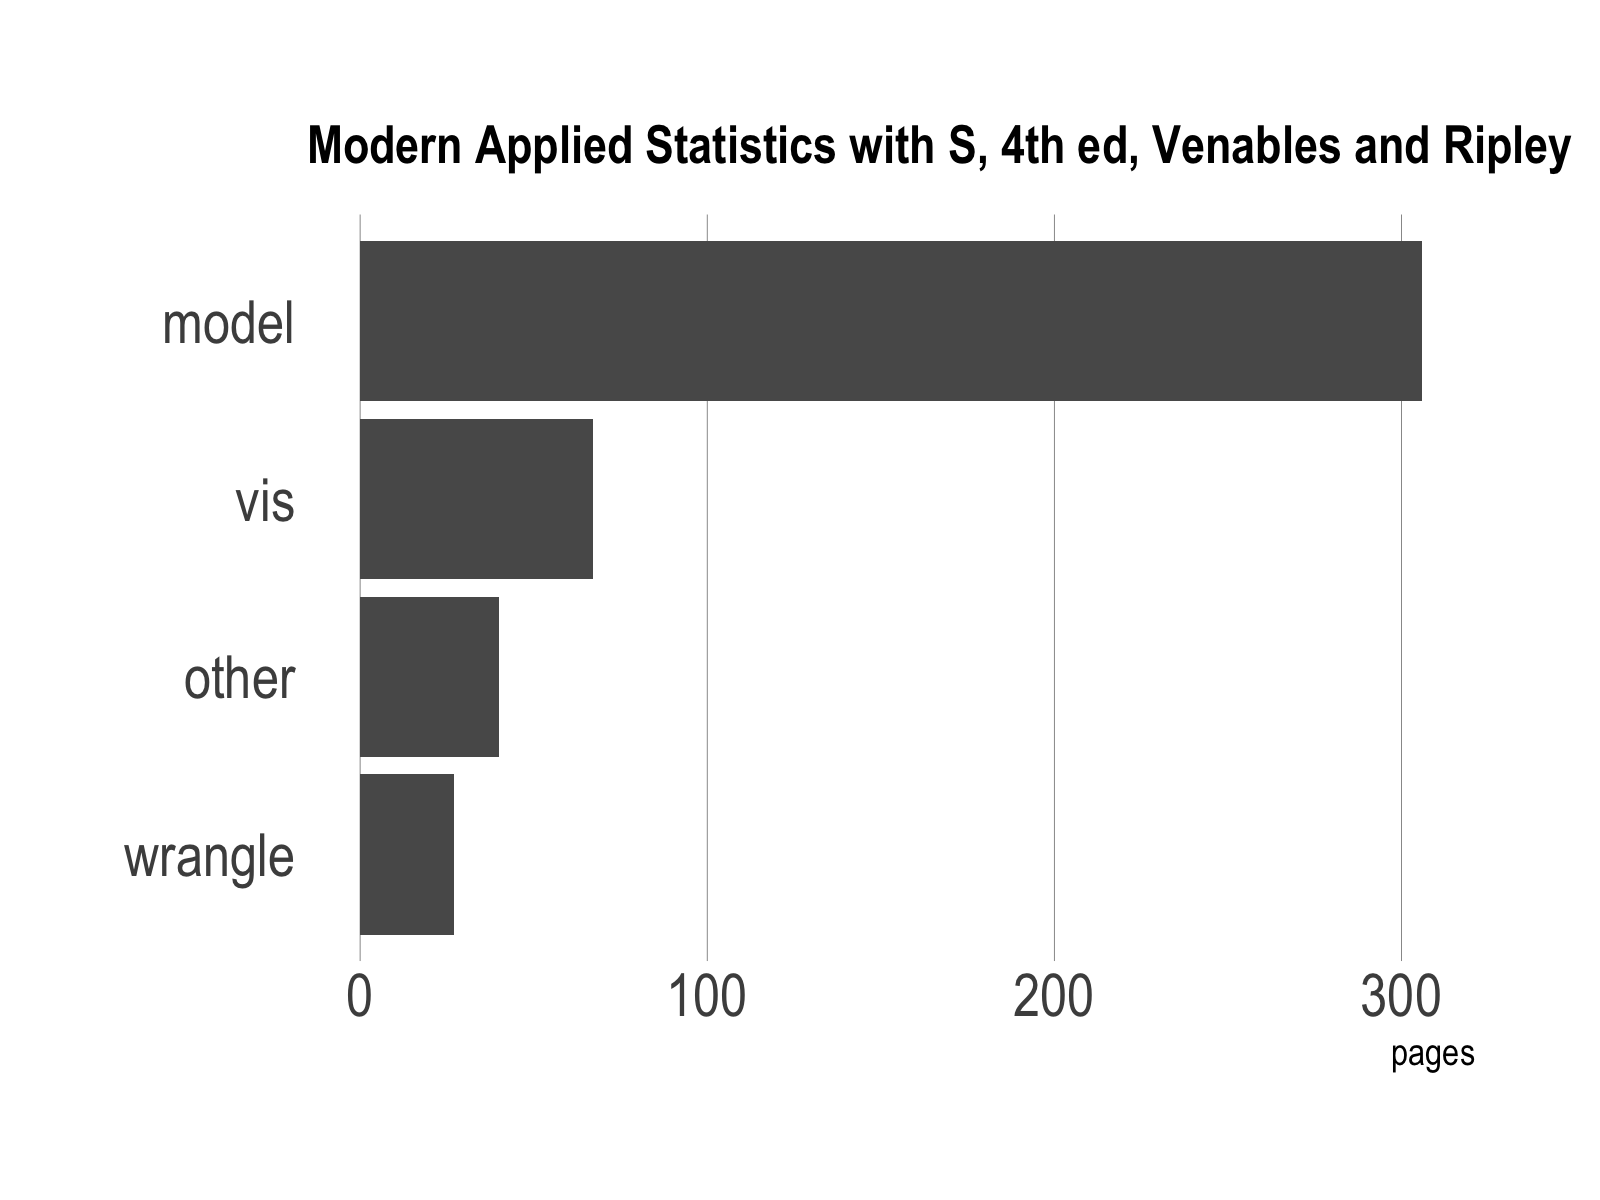 Modern Applied Statistics with S, 4th ed, Venables and Ripley
model
vis
other
wrangle
0 100 200 300
pages